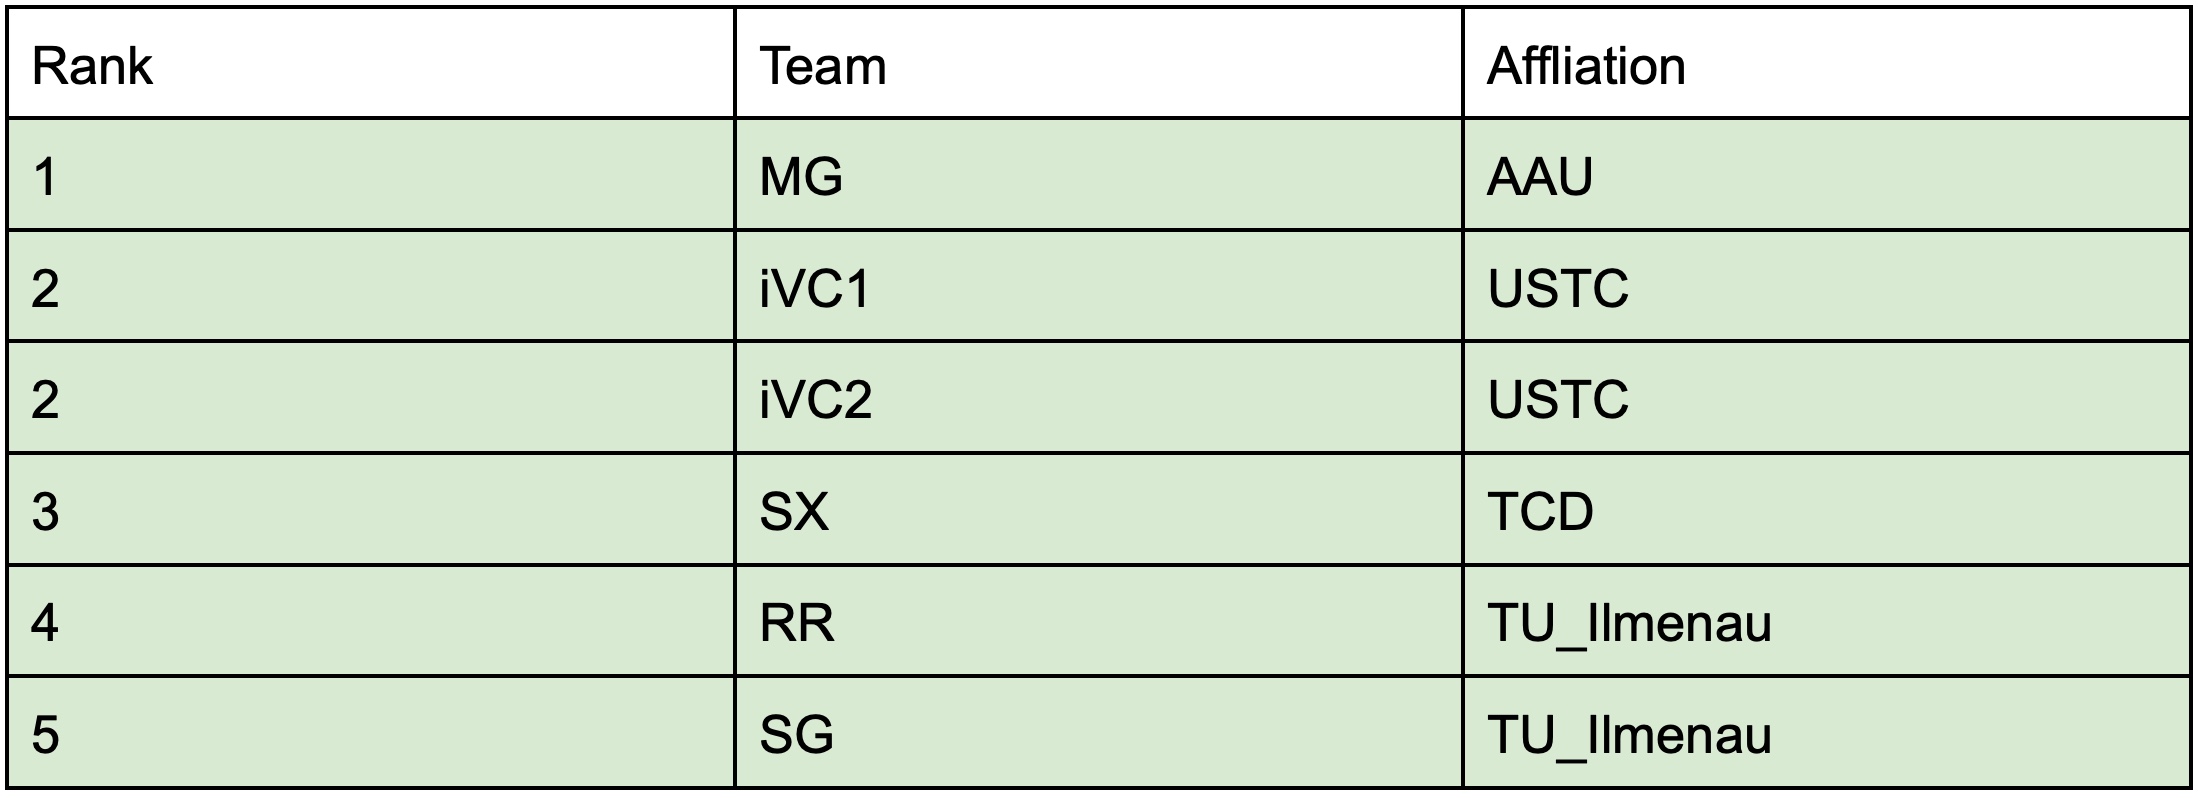 Rank Team Affliation
1 MG AAU
2 iVC1 USTC
2 iVC2 USTC
3 SX TCD
4 RR TU_Ilmenau
5 SG TU_Ilmenau